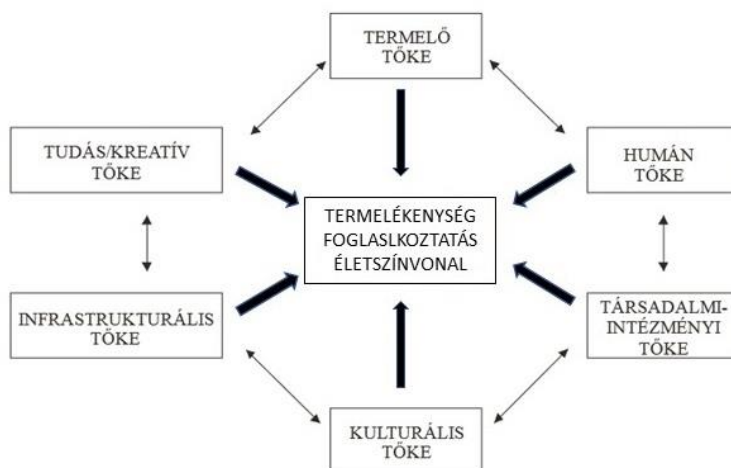 TERMELŐ
TŐKE
TUDÁS/KREATÍV
TŐKE
HUMÁN
TŐKE
TERMELÉKENYSÉG
FOGLASLKOZTATÁS
ÉLETSZÍNVONAL
INFRASTRUKTURÁLIS
TŐKE
TÁRSADALMI-
INTÉZMÉNYI
TŐKE
KULTURÁLIS
TŐKE